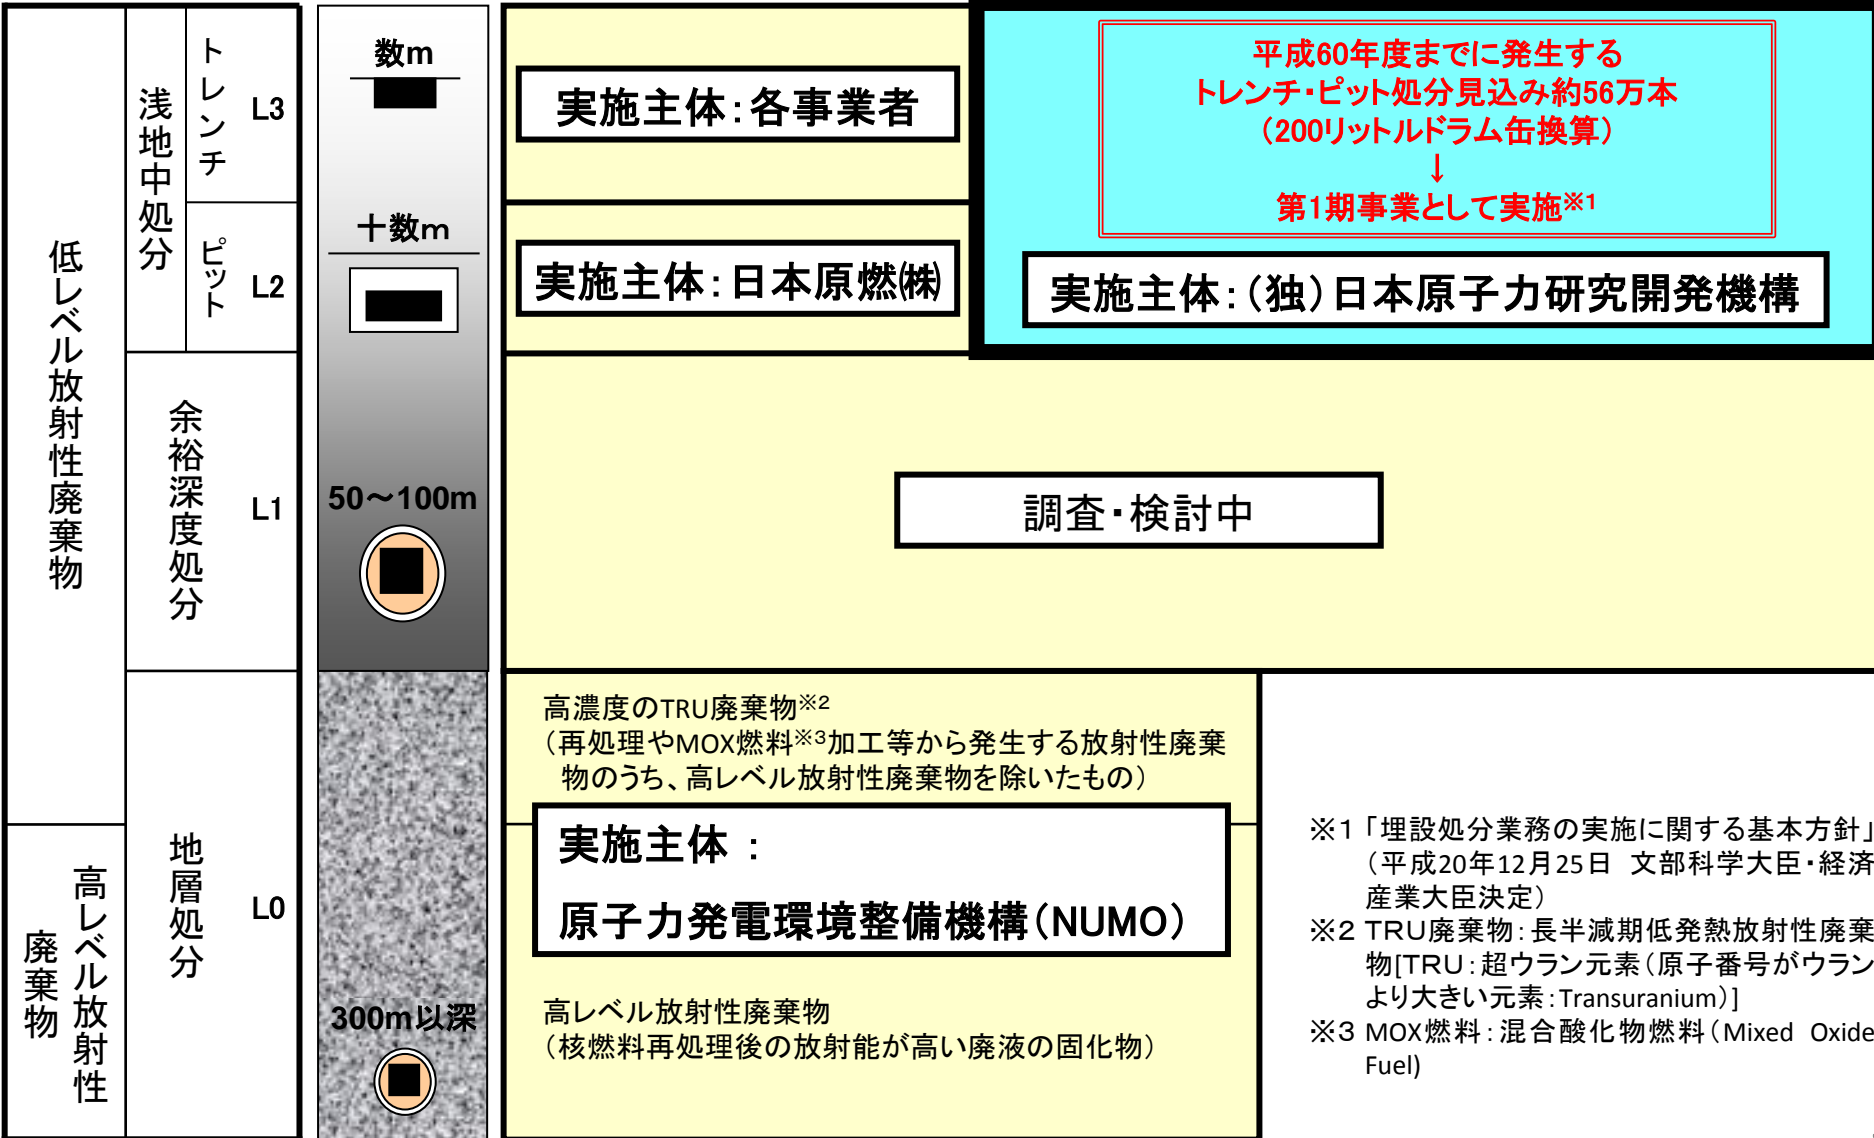 低レベル放射性廃棄物
高レベル放射性
廃棄物
浅地中処分
トレンチ
L3
ピット
L2
余裕深度処分
L1
地層処分
L0
数m
十数m
50～100m
300m以深
実施主体：各事業者
実施主体：日本原燃㈱
平成60年度までに発生する
トレンチ・ピット処分見込み約56万本
（200リットルドラム缶換算）
↓
第1期事業として実施※1
実施主体：（独）日本原子力研究開発機構
調査・検討中
高濃度のTRU廃棄物※2
（再処理やMOX燃料※3加工等から発生する放射性廃棄
物のうち、高レベル放射性廃棄物を除いたもの）
実施主体 ：
原子力発電環境整備機構（NUMO）
高レベル放射性廃棄物
（核燃料再処理後の放射能が高い廃液の固化物）
※1 「埋設処分業務の実施に関する基本方針」
（平成20年12月25日 文部科学大臣・経済
産業大臣決定）
※2 TRU廃棄物：長半減期低発熱放射性廃棄
物[TRU：超ウラン元素（原子番号がウラン
より大きい元素：Transuranium）]
※3 MOX燃料：混合酸化物燃料（Mixed Oxide
Fuel)